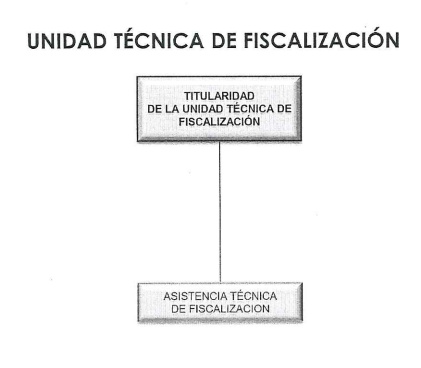 UNIDAD TÉCNICA DE FISCALIZACIÓN
TITULARIDAD
DE LA UNIDAD TÉCNICA DE
FISCALIZACIÓN
ASISTENCIA TÉCNICA
DE FISCALIZACION